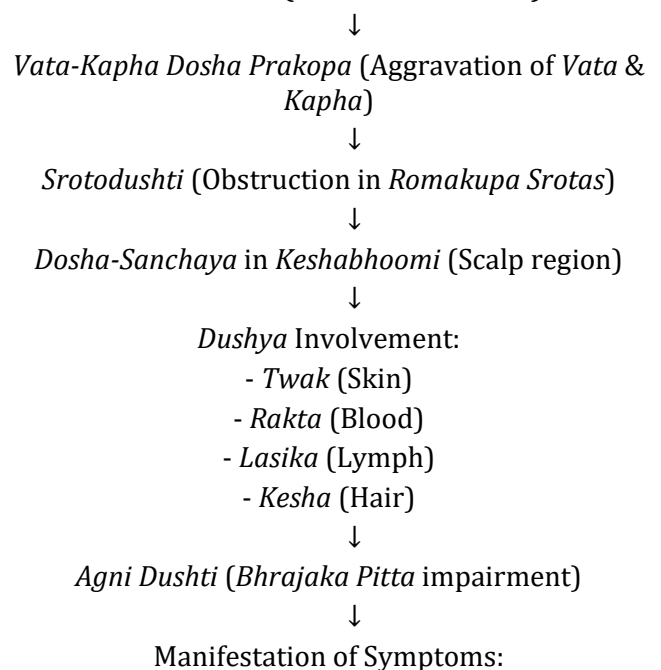 ↓
Vata-Kapha Dosha Prakopa (Aggravation of Vata &
Kapha)
↓
Srotodushti (Obstruction in Romakupa Srotas)
↓
Dosha-Sanchaya in Keshabhoomi (Scalp region)
↓
Dushya Involvement:
- Twak (Skin)
- Rakta (Blood)
- Lasika (Lymph)
- Kesha (Hair)
↓
Agni Dushti (Bhrajaka Pitta impairment)
↓
Manifestation of Symptoms: